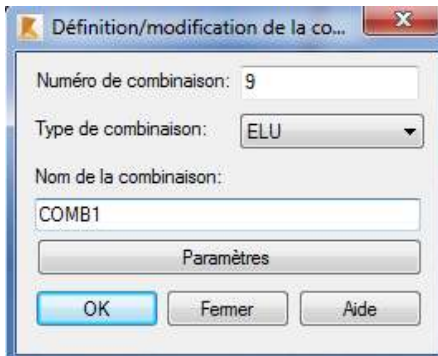 Définition/modification de la co...
Numéro de combinaison: 9
Type de combinaison: ELU
Nom de la combinaison:
COMB1
Paramètres
OK Fermer Aide